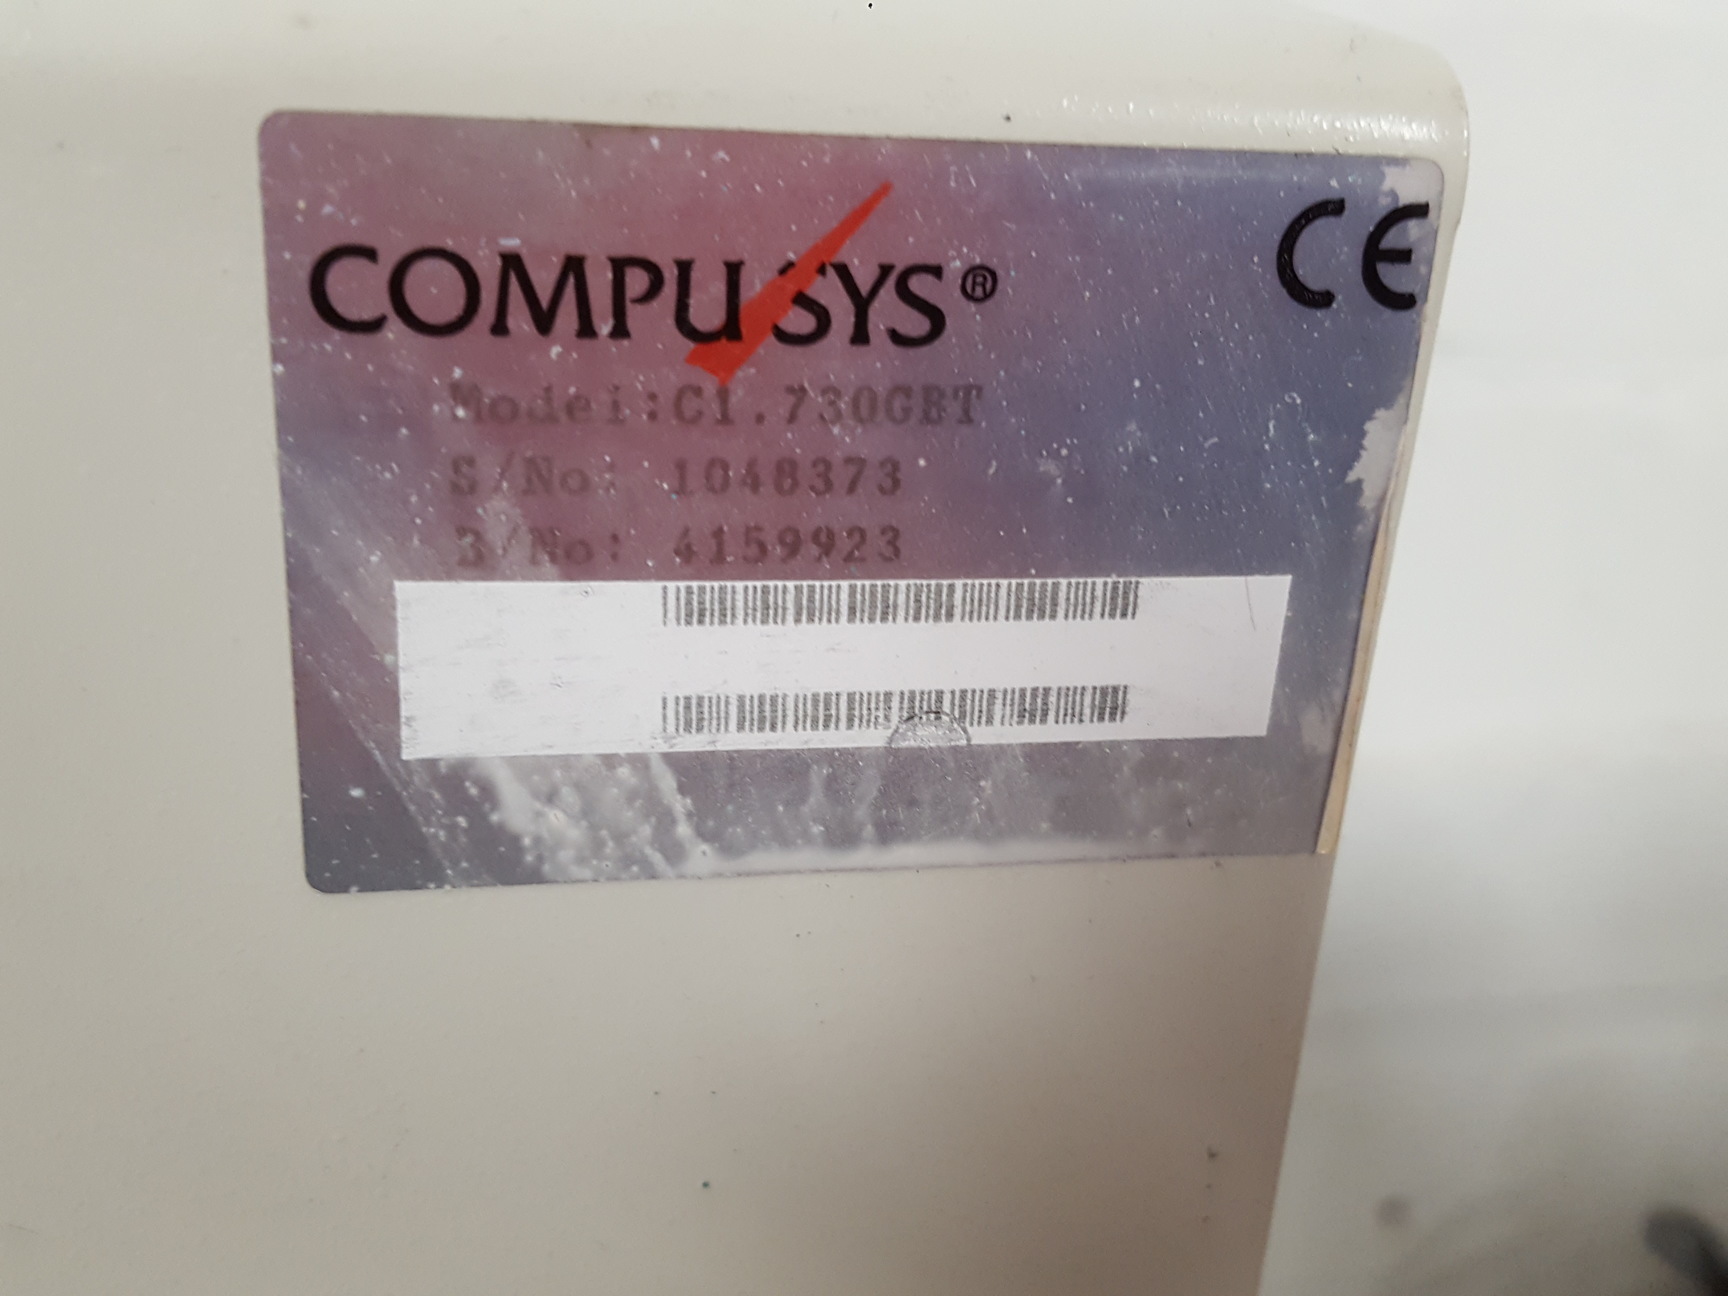 COMPUSYS®
CE
Model:C1.730GBT
S/No: 1048373
B/No: 4159923